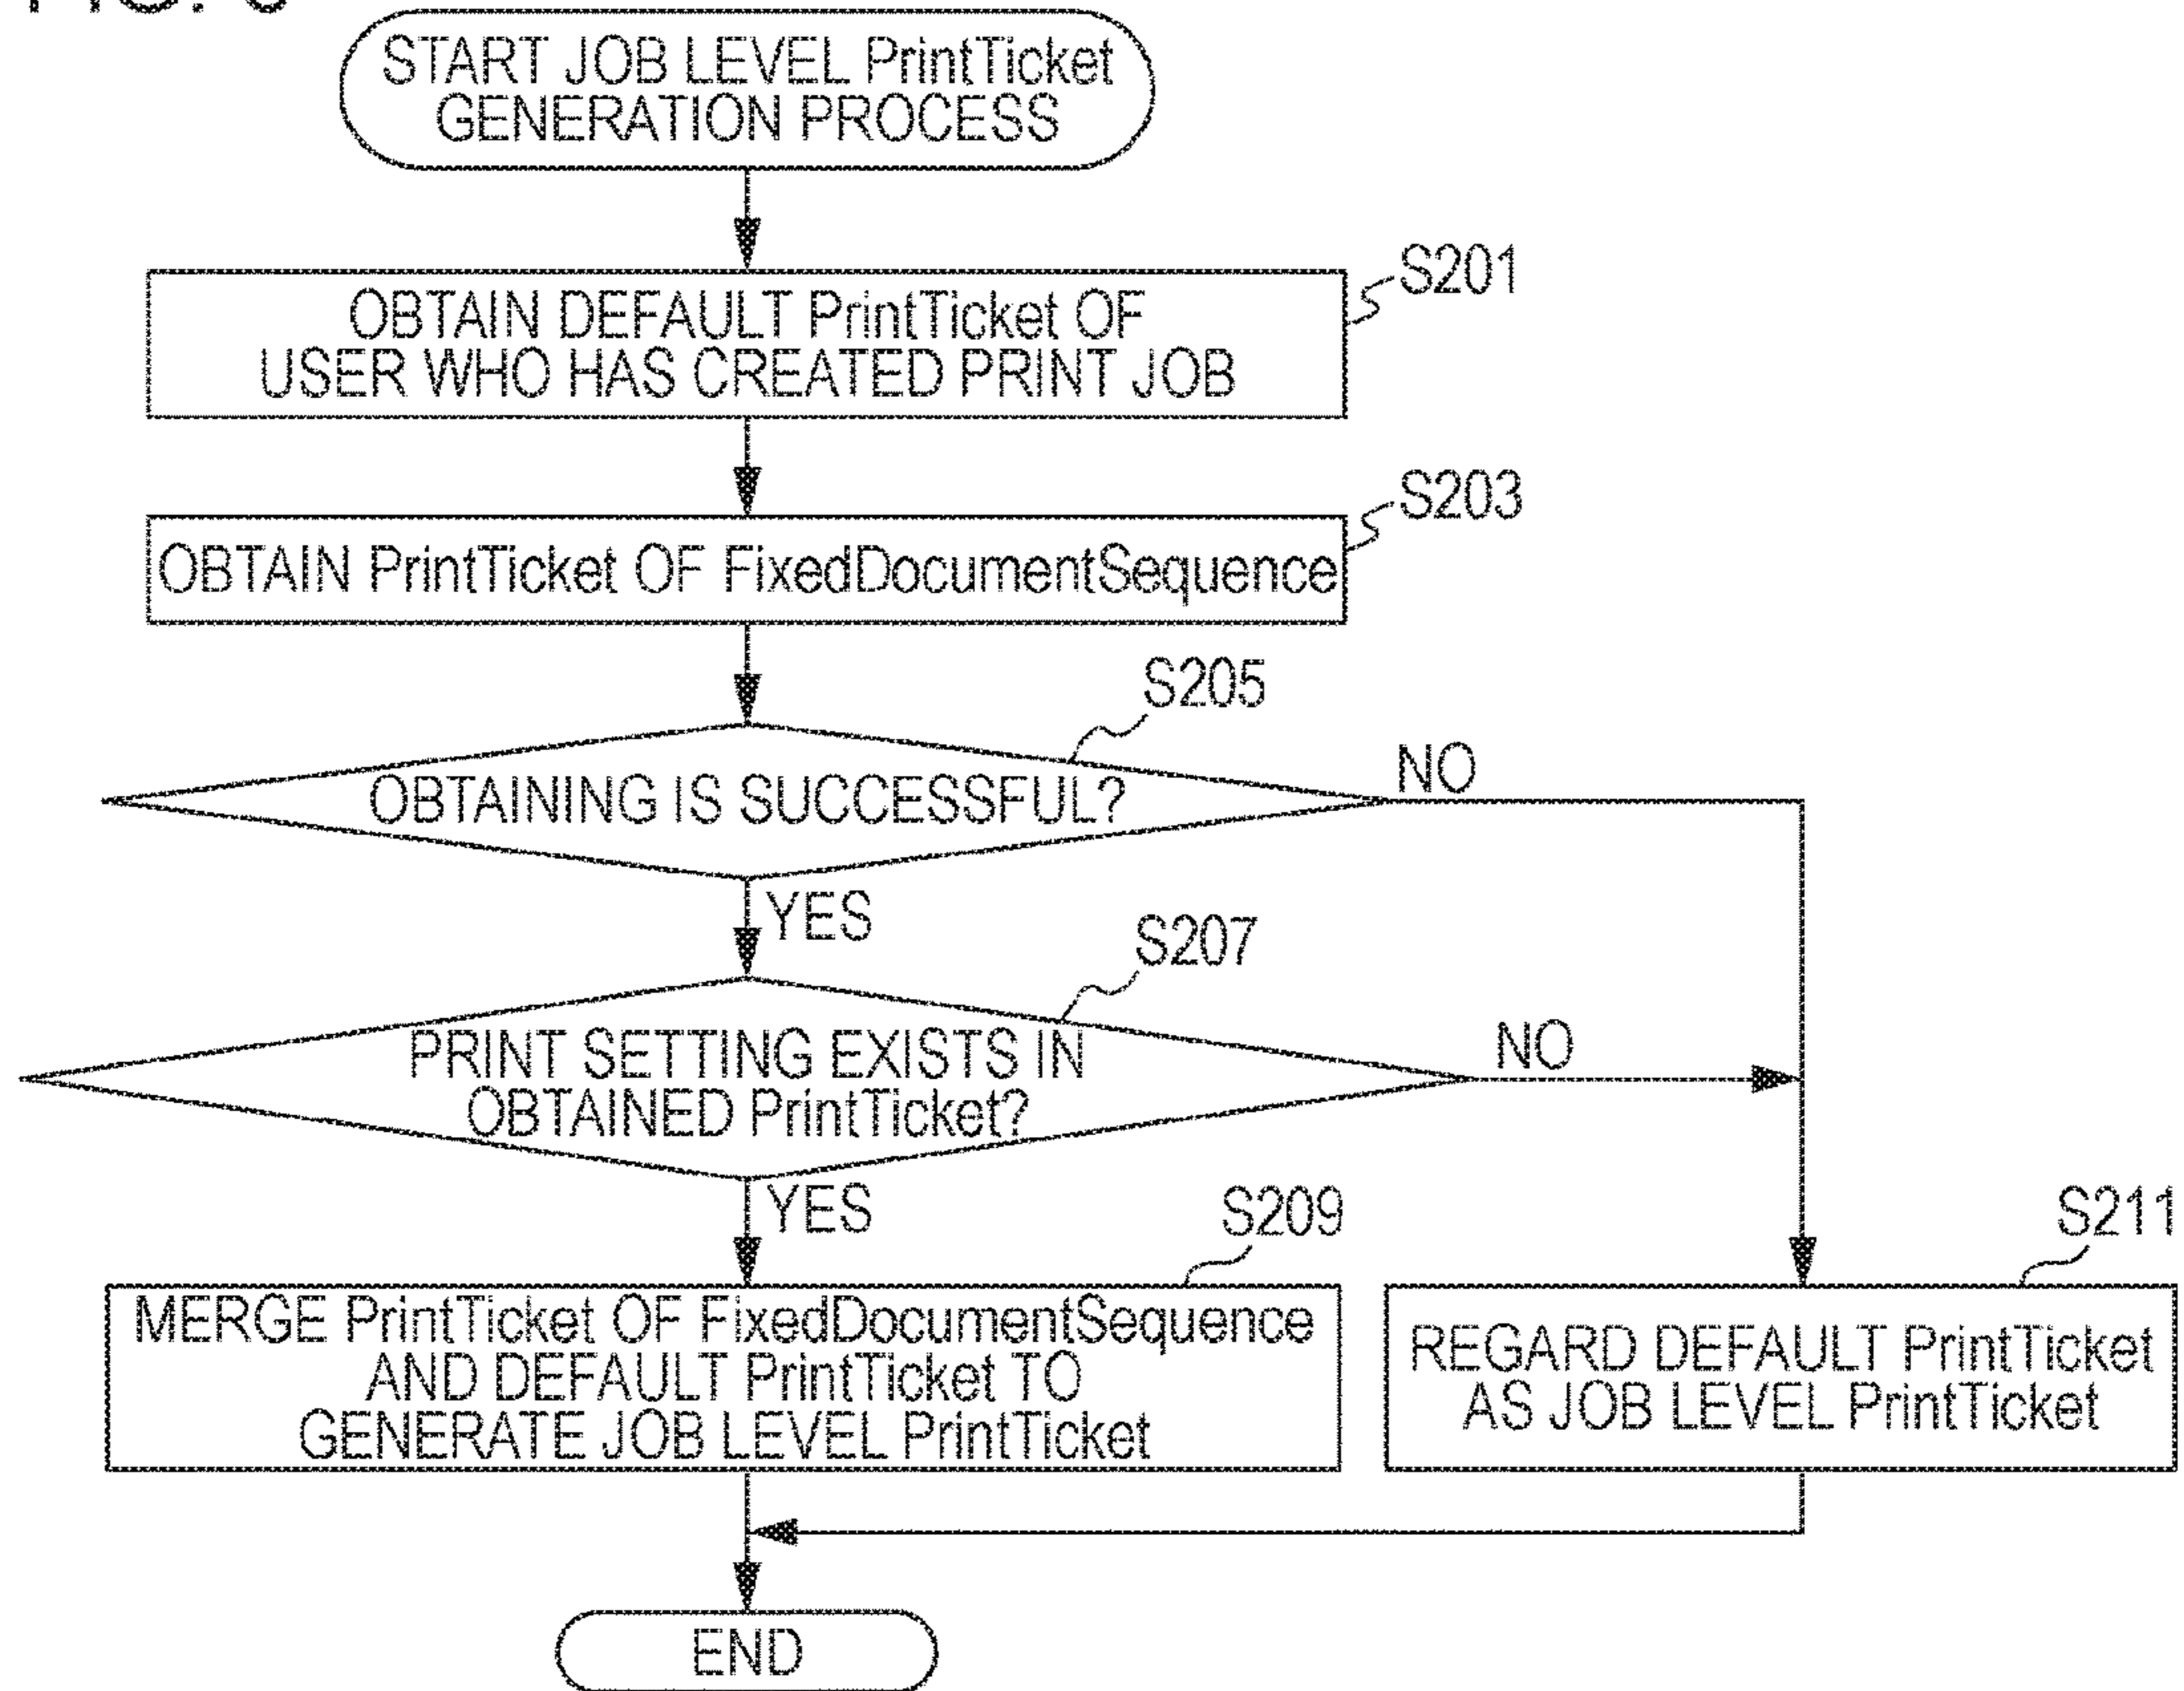 START JOB LEVEL PrintTicket
GENERATION PROCESS
S201
OBTAIN DEFAULT PrintTicket OF
USER WHO HAS CREATED PRINT JOB
S203
OBTAIN PrintTicket OF FixedDocumentSequence
S205
OBTAINING IS SUCCESSFUL?
NO
YES
S207
PRINT SETTING EXISTS IN
OBTAINED PrintTicket?
NO
YES
S209
MERGE PrintTicket OF FixedDocumentSequence
AND DEFAULT PrintTicket TO
GENERATE JOB LEVEL PrintTicket
S211
REGARD DEFAULT PrintTicket
AS JOB LEVEL PrintTicket
END